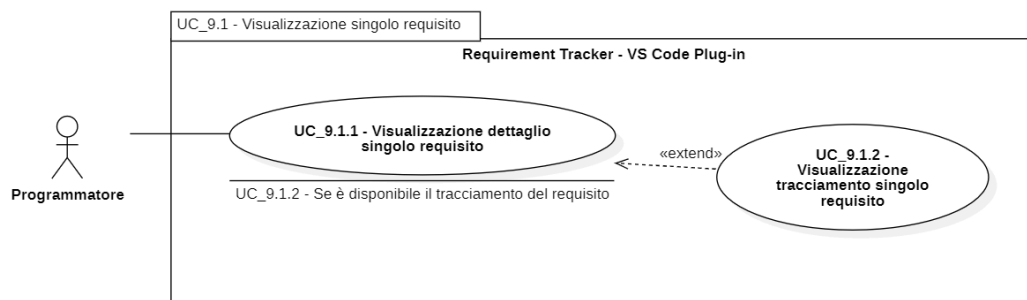 UC_9.1 - Visualizzazione singolo requisito
Requirement Tracker - VS Code Plug-in
UC_9.1.1 - Visualizzazione dettaglio
singolo requisito
«extend»
UC_9.1.2 -
Visualizzazione
tracciamento singolo
requisito
UC_9.1.2 - Se è disponibile il tracciamento del requisito
Programmatore